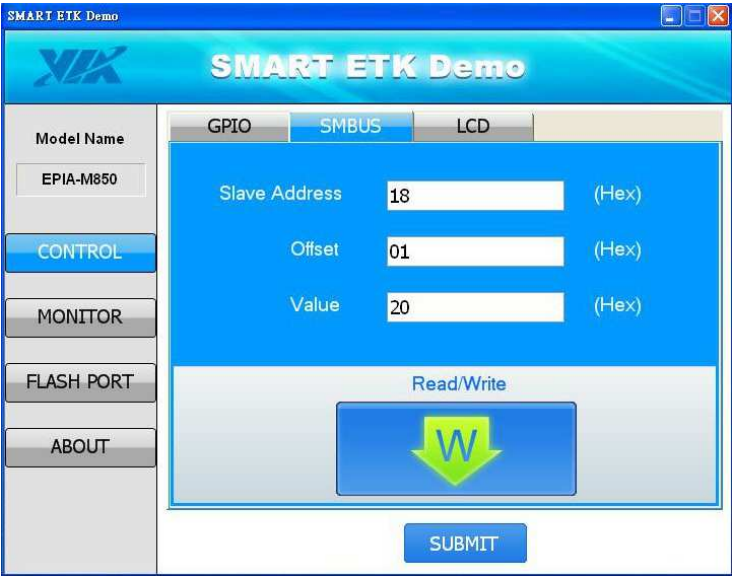 SMART ETK Demo
VIA
SMART ETK Demo
Model Name
EPIA-M850
CONTROL
MONITOR
FLASH PORT
ABOUT
GPIO
SMBUS
LCD
Slave Address 18 (Hex)
Offset 01 (Hex)
Value 20 (Hex)
Read/Write
W
SUBMIT